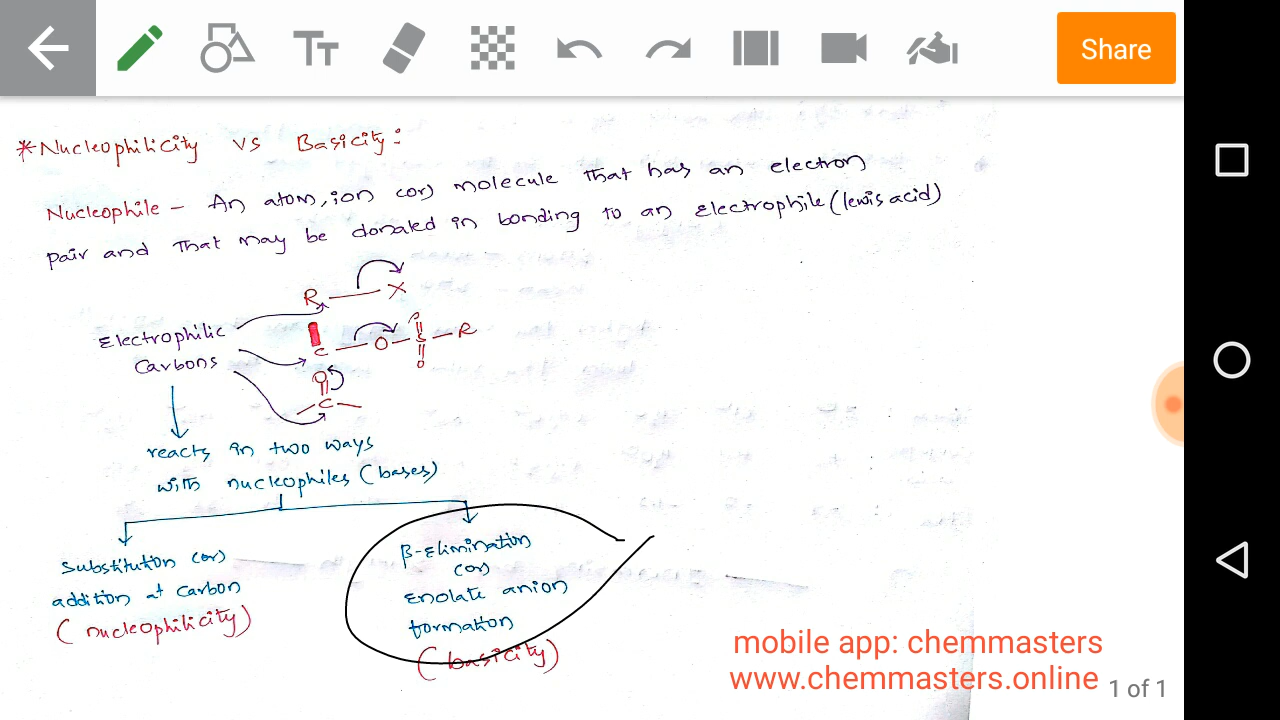 Share
*Nucleophilicity vs Basicity:
Nucleophile - An atom, ion (or) molecule that has an electron
pair and that may be donated in bonding to an Electrophile (lewis acid)
R X
Electrophilic
Carbons
C O S R
O
O
O
C
reacts in two ways
with nucleophiles (bases)
Substitution (or)
addition at carbon
(nucleophilicity)
β-Elimination
(or)
Enolate anion
formation
(basicity)
mobile app: chemmasters
www.chemmasters.online
1 of 1